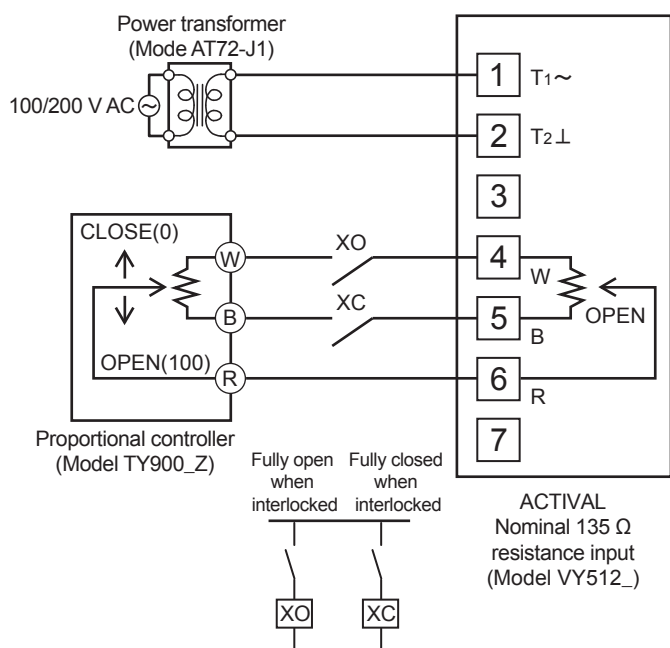 Power transformer
(Mode AT72-J1)
100/200 V AC
1
T1～
2
T2⊥
3
CLOSE(0)
W
XO
4
W
B
XC
5
B
OPEN
OPEN(100)
R
6
R
7
Proportional controller
(Model TY900_Z)
Fully open
when
interlocked
Fully closed
when
interlocked
XO
XC
ACTIVAL
Nominal 135 Ω
resistance input
(Model VY512_)